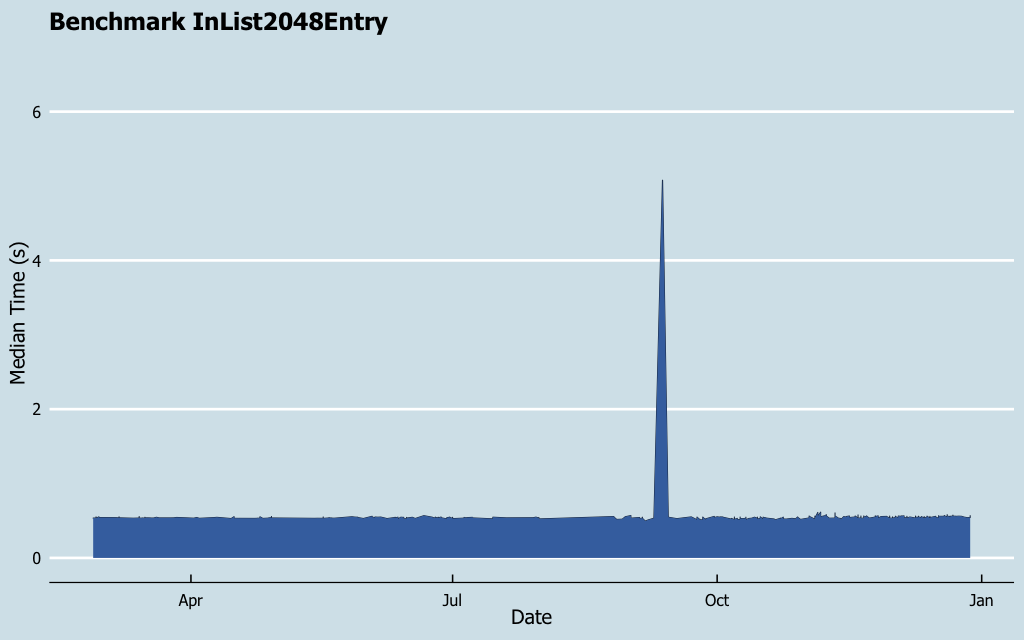 Benchmark InList2048Entry
6
4
2
0
Median Time (s)
Apr
Jul
Oct
Jan
Date